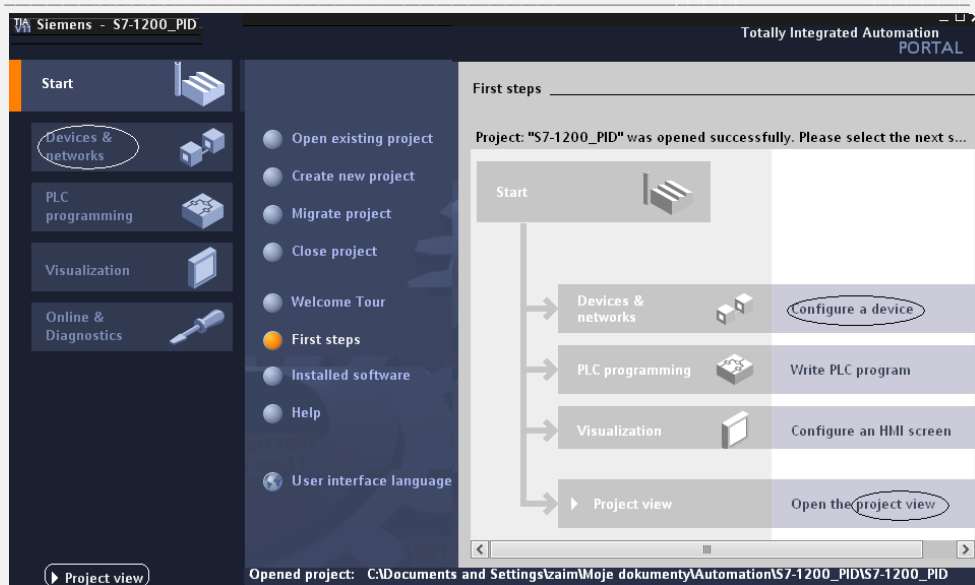 Siemens - S7-1200_PID
Totally Integrated Automation
PORTAL
Start
Devices &
networks
PLC
programming
Visualization
Online &
Diagnostics
Project view
Open existing project
Create new project
Migrate project
Close project
Welcome Tour
First steps
Installed software
Help
User interface language
First steps
Project: "S7-1200_PID" was opened successfully. Please select the next s...
Start
Devices &
networks
Configure a device
PLC programming
Write PLC program
Visualization
Configure an HMI screen
Project view
Open the project view
Opened project: C:\Documents and Settings\zaim\Moje dokumenty\Automation\S7-1200_PID\S7-1200_PID